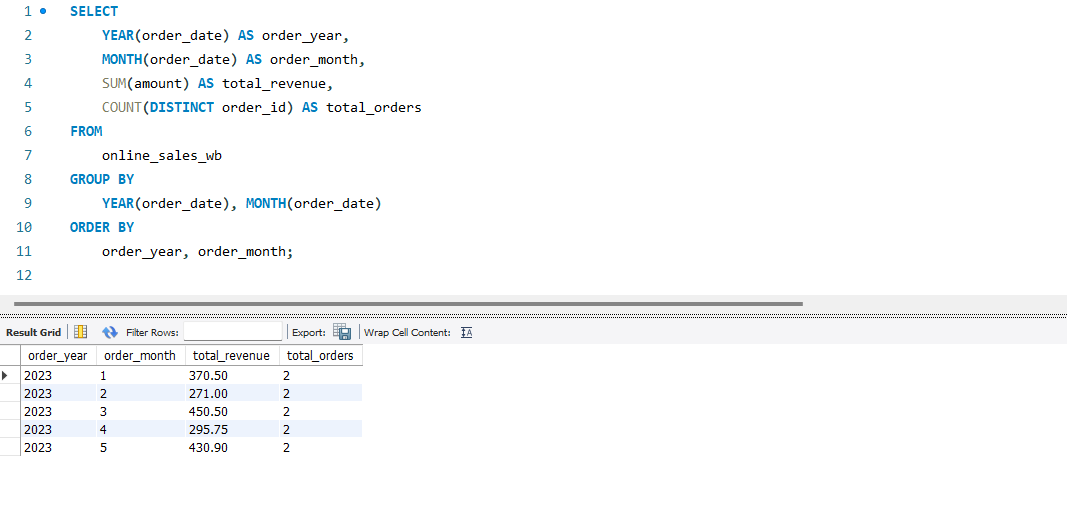 1 SELECT
2 YEAR(order_date) AS order_year,
3 MONTH(order_date) AS order_month,
4 SUM(amount) AS total_revenue,
5 COUNT(DISTINCT order_id) AS total_orders
6 FROM
7 online_sales_wb
8 GROUP BY
9 YEAR(order_date), MONTH(order_date)
10 ORDER BY
11 order_year, order_month;
12
Result Grid Filter Rows: Export: Wrap Cell Content: IA
order_year order_month total_revenue total_orders
2023 1 370.50 2
2023 2 271.00 2
2023 3 450.50 2
2023 4 295.75 2
2023 5 430.90 2